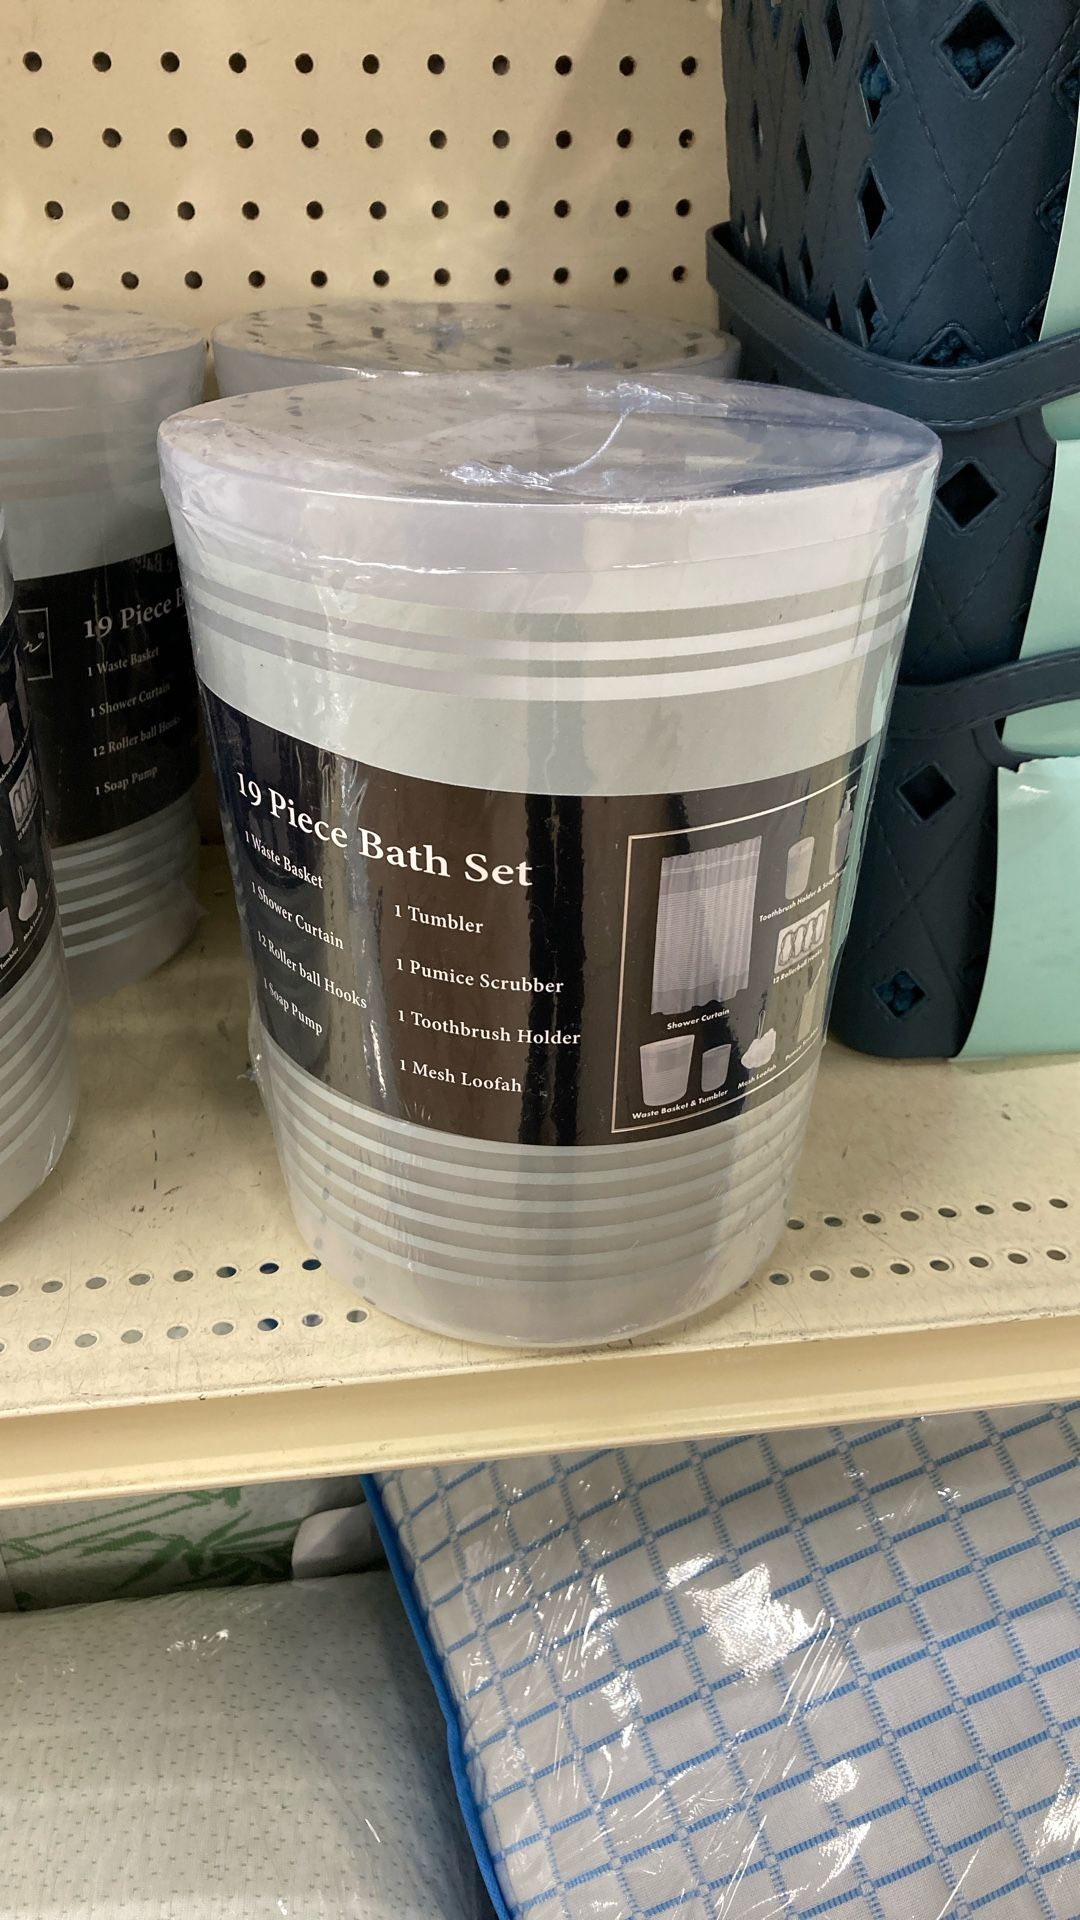 19 Piece Bath Set
1 Waste Basket
1 Shower Curtain
12 Roller ball Hooks
1 Soap Pump
1 Tumbler
1 Pumice Scrubber
1 Toothbrush Holder
1 Mesh Loofah
Toothbrush Holder & Soap Pump
12 Rollerball Hooks
Shower Curtain
Waste Basket & Tumbler
Mesh Loofah
19 Piece
1 Waste Basket
1 Shower Curtain
12 Roller ball Hooks
1 Soap Pump